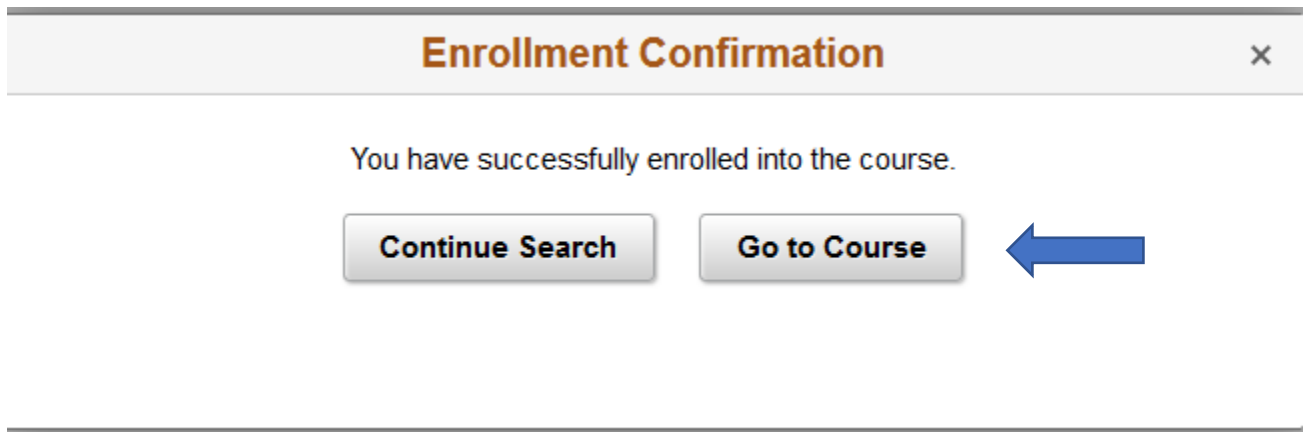 Enrollment Confirmation ×
You have successfully enrolled into the course.
Continue Search Go to Course